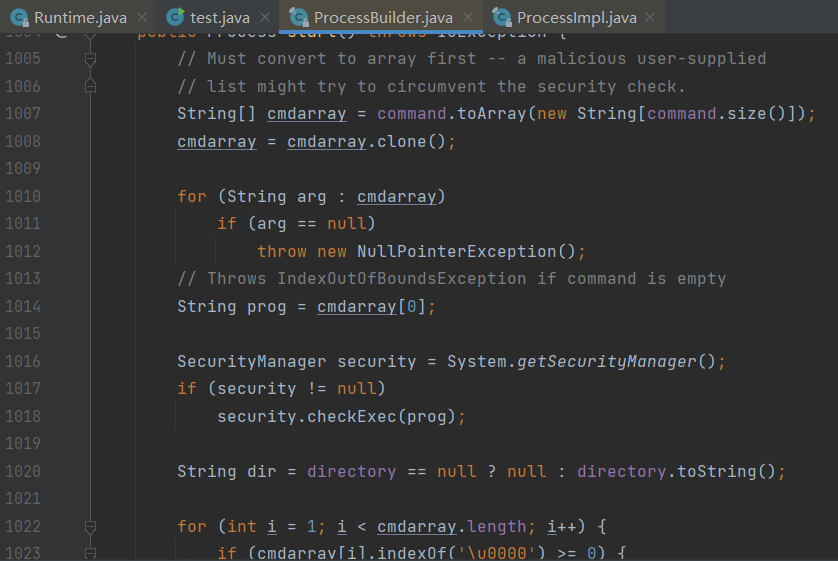 Runtime.java × test.java × ProcessBuilder.java × ProcessImpl.java ×
1004 @ public Process start() throws IOException {
1005 // Must convert to array first -- a malicious user-supplied
1006 // list might try to circumvent the security check.
1007 String[] cmdarray = command.toArray(new String[command.size()]);
1008 cmdarray = cmdarray.clone();
1009
1010 for (String arg : cmdarray)
1011 if (arg == null)
1012 throw new NullPointerException();
1013 // Throws IndexOutOfBoundsException if command is empty
1014 String prog = cmdarray[0];
1015
1016 SecurityManager security = System.getSecurityManager();
1017 if (security != null)
1018 security.checkExec(prog);
1019
1020 String dir = directory == null ? null : directory.toString();
1021
1022 for (int i = 1; i < cmdarray.length; i++) {
1023 if (cmdarray[i].indexOf('\u0000') >= 0) {